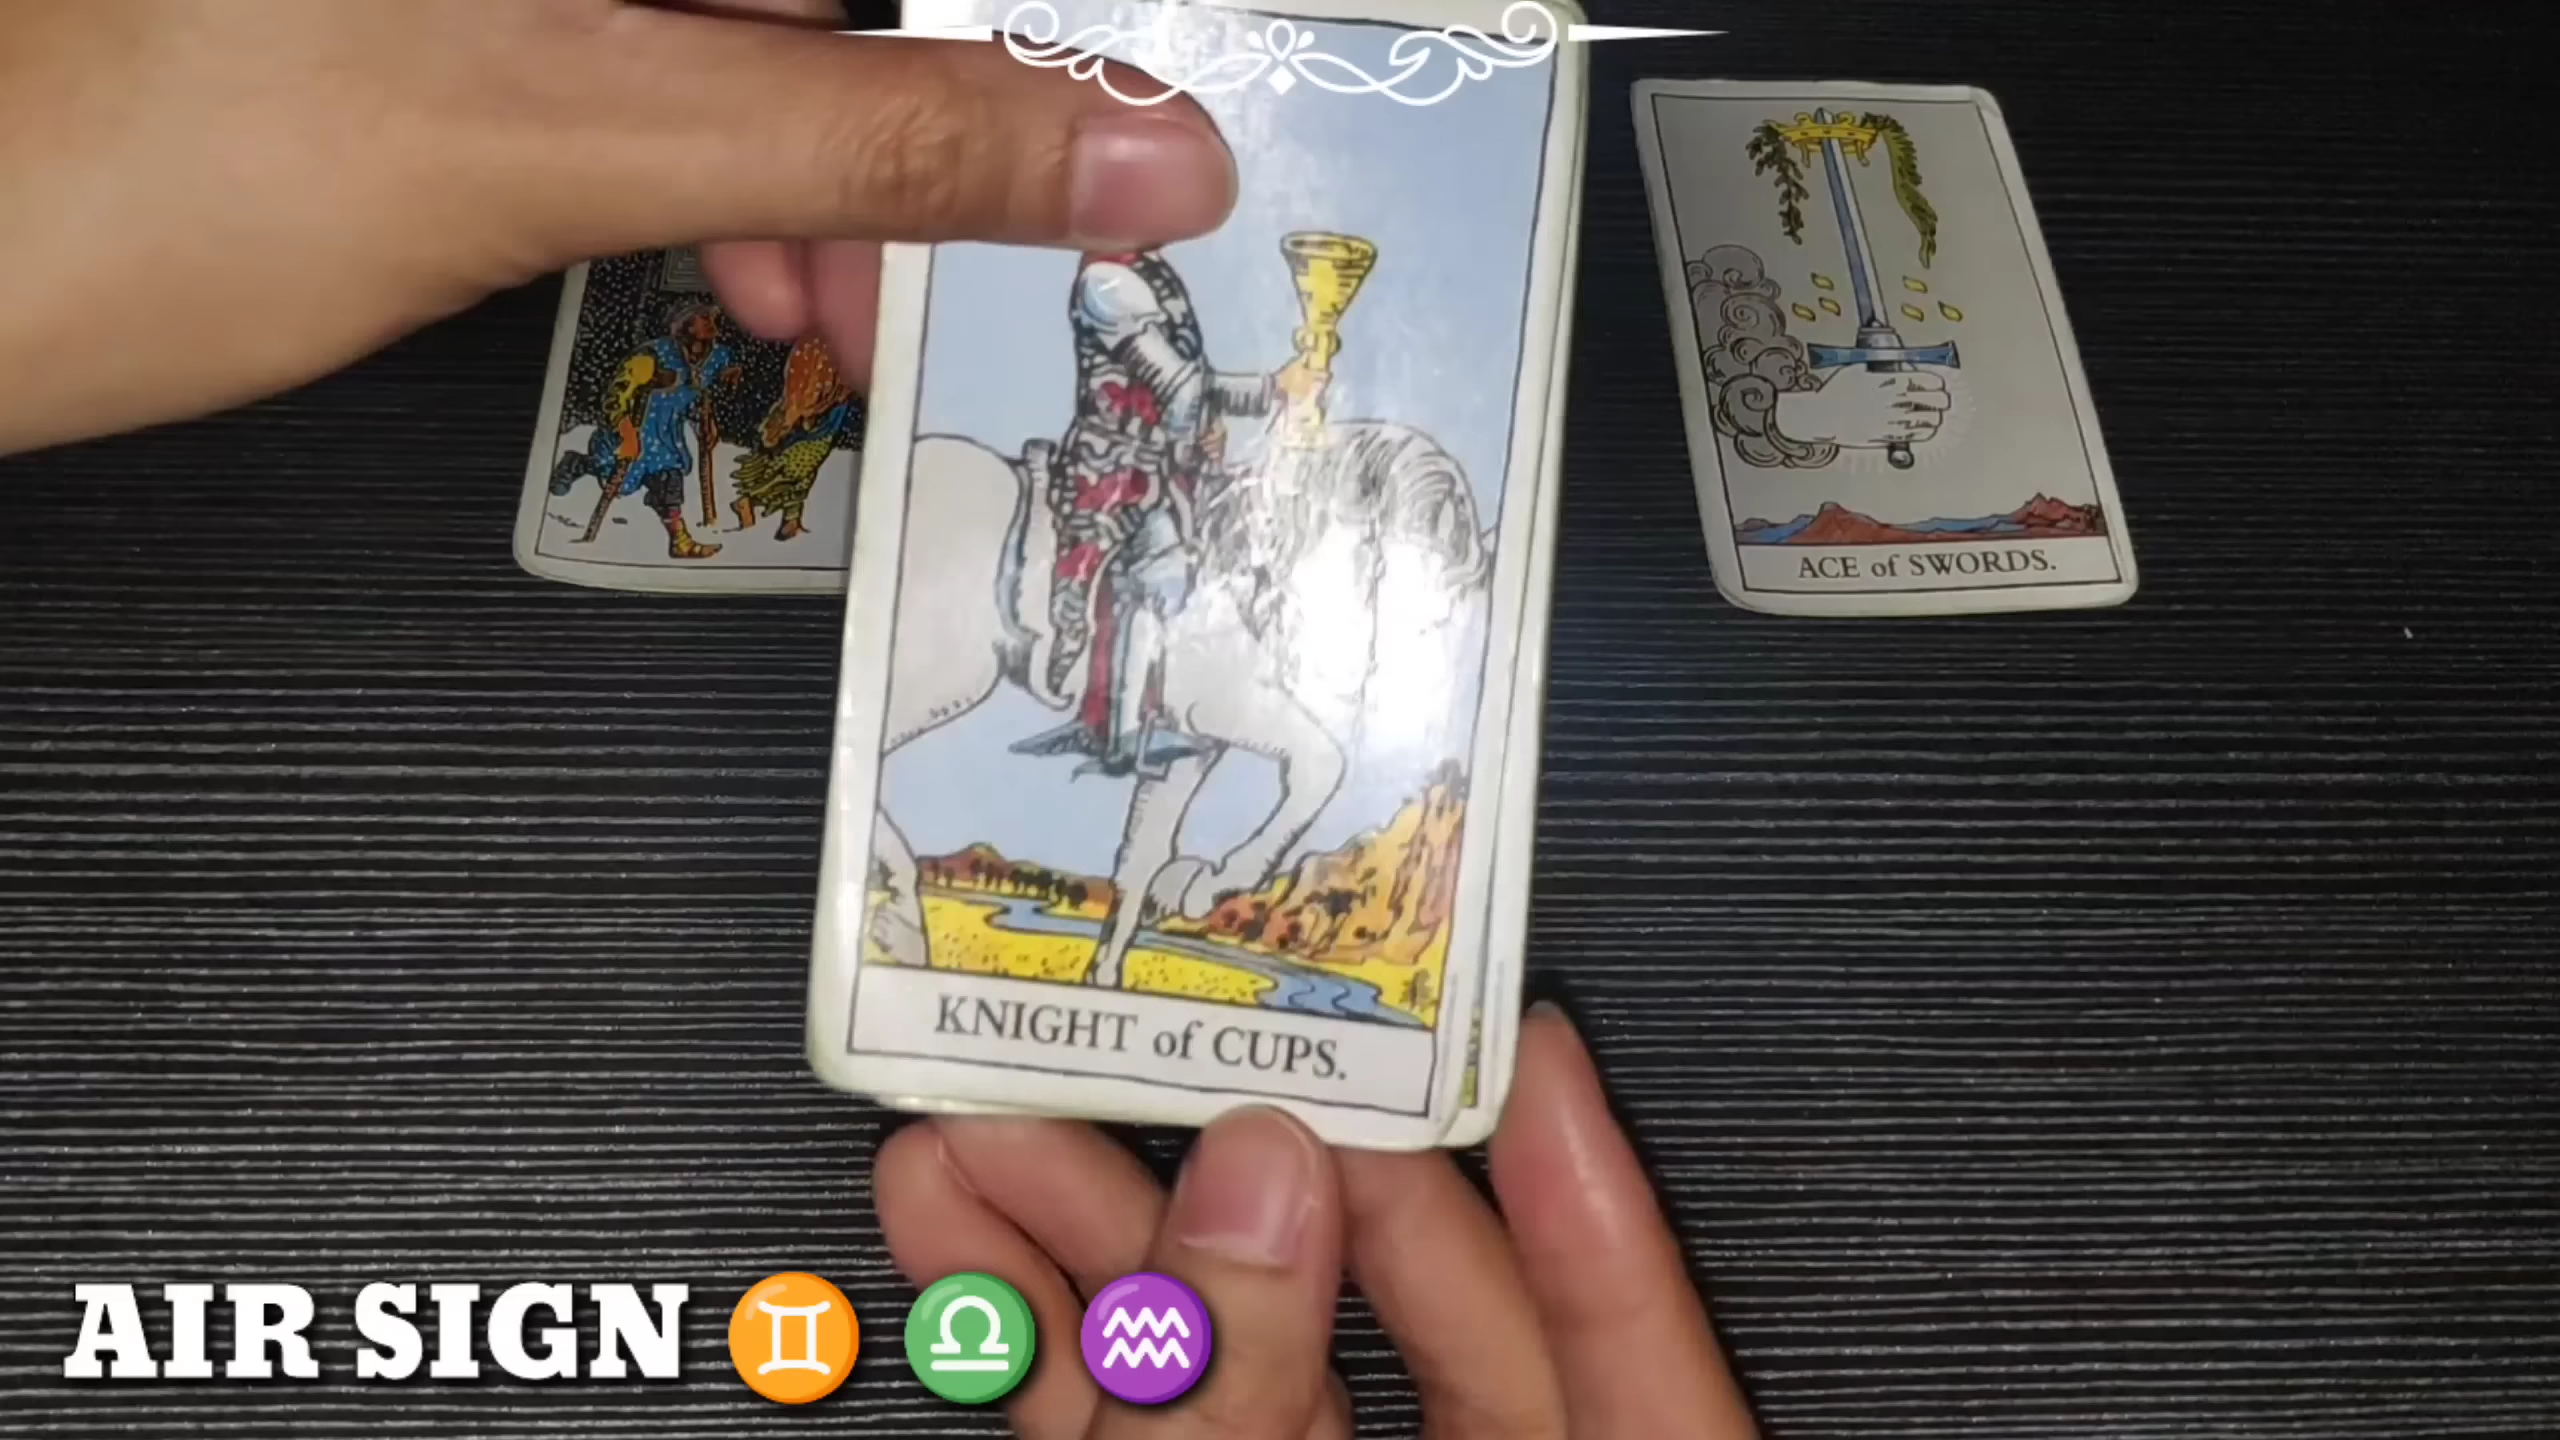 ACE of SWORDS.
KNIGHT of CUPS.
AIR SIGN ♊ ♎ ♒